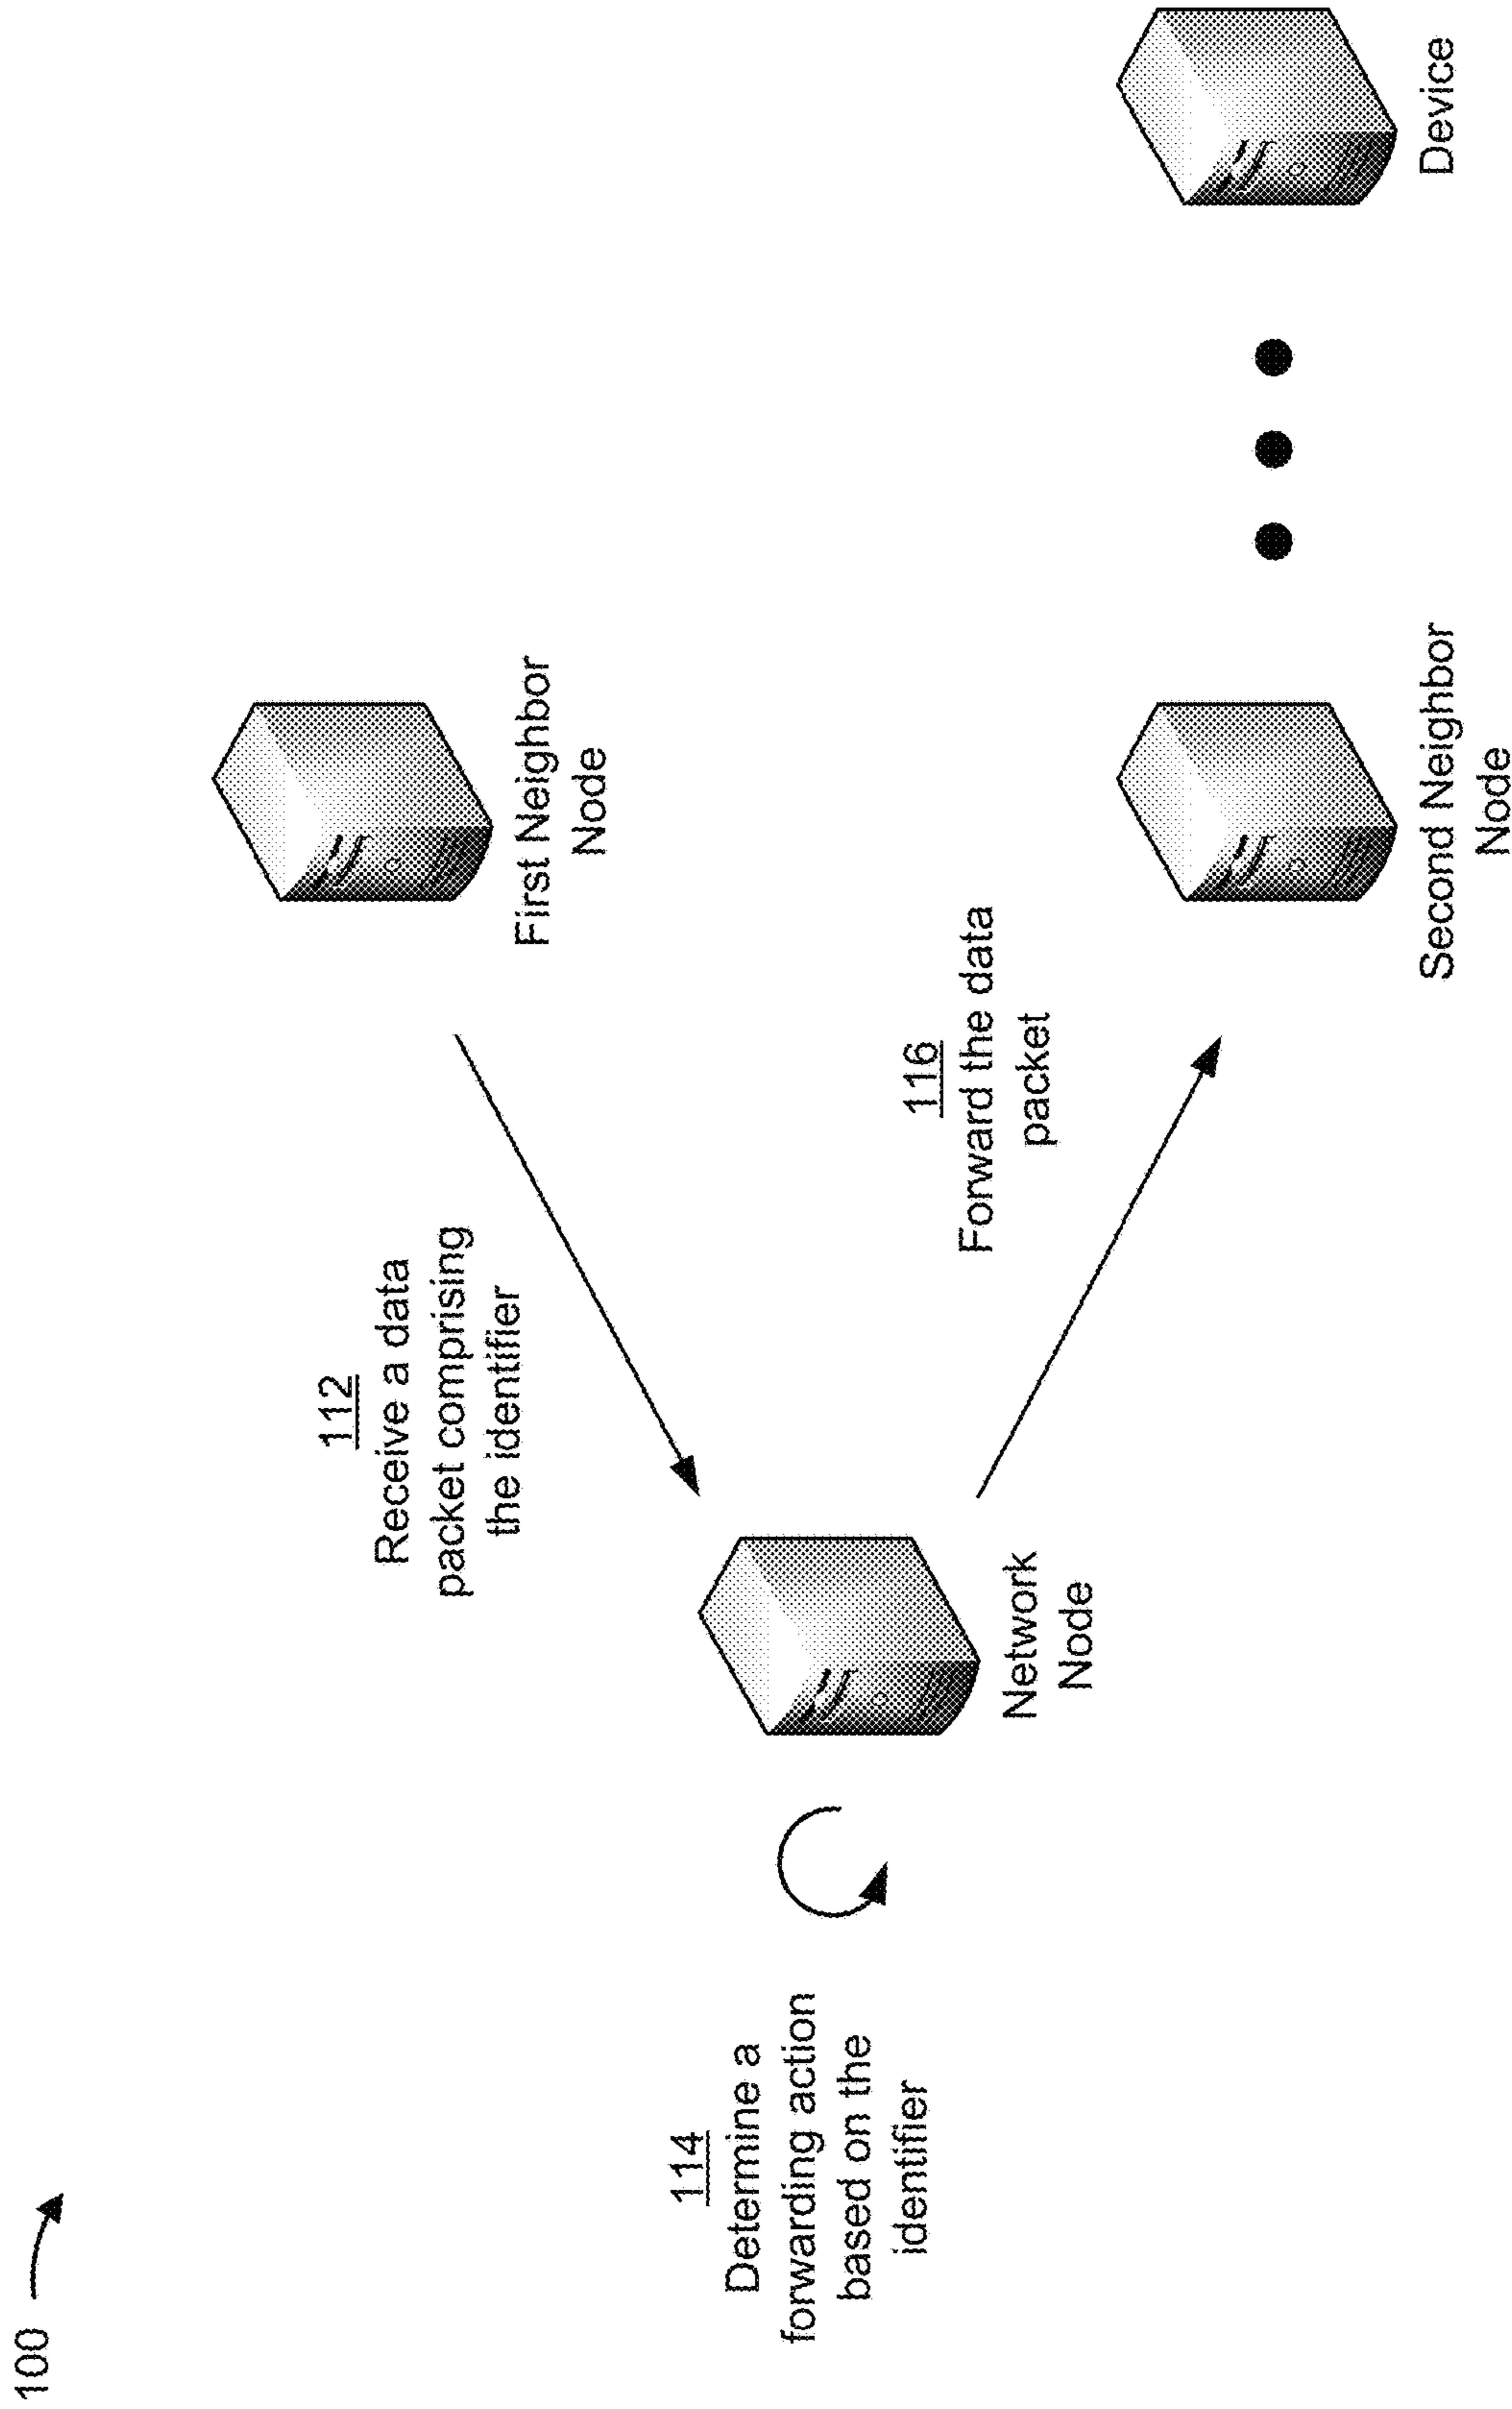 100
112
Receive a data
packet comprising
the identifier
First Neighbor
Node
114
Determine a
forwarding action
based on the
identifier
Network
Node
116
Forward the data
packet
Second Neighbor
Node
Device